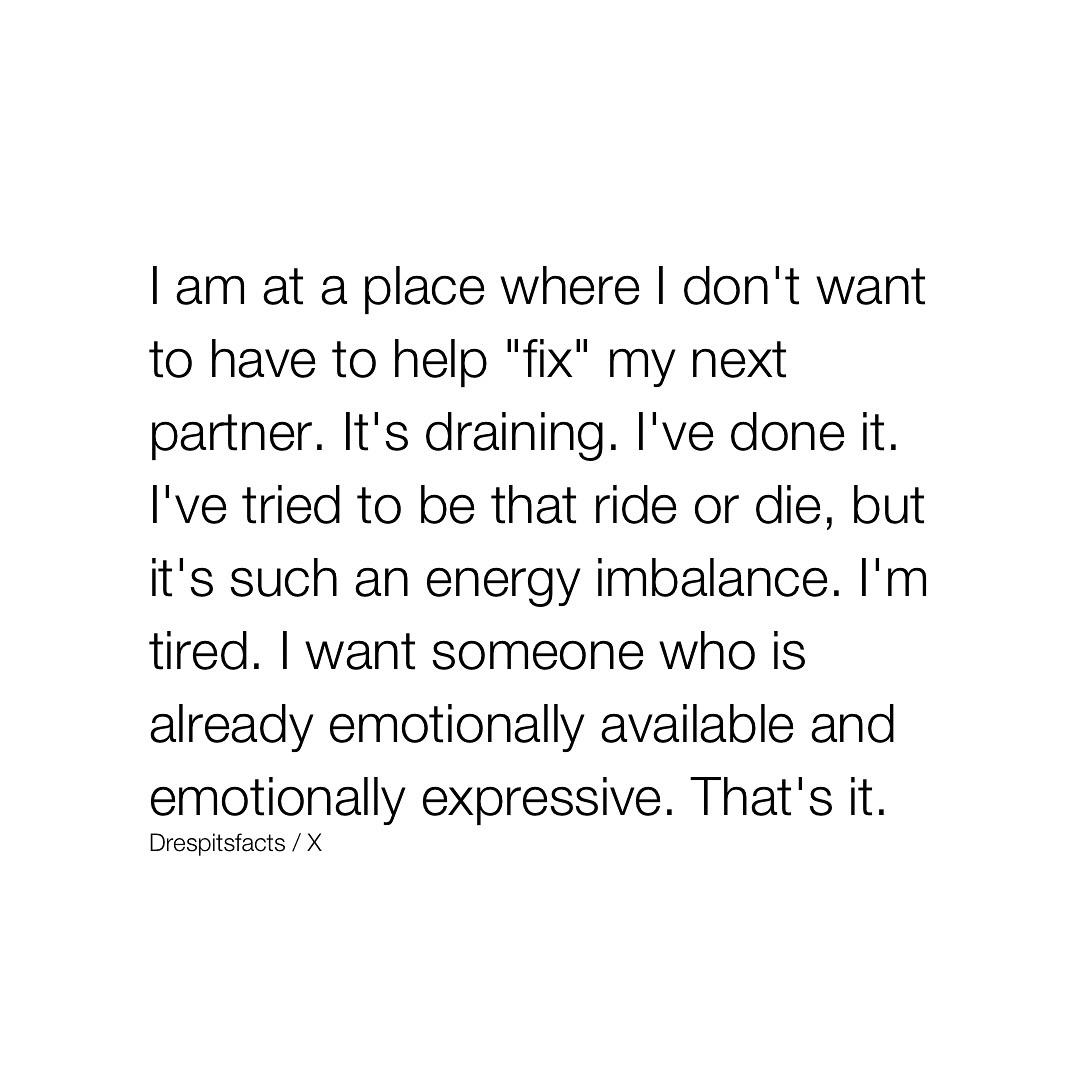 I am at a place where I don't want
to have to help "fix" my next
partner. It's draining. I've done it.
I've tried to be that ride or die, but
it's such an energy imbalance. I'm
tired. I want someone who is
already emotionally available and
emotionally expressive. That's it.
Drespitsfacts / X